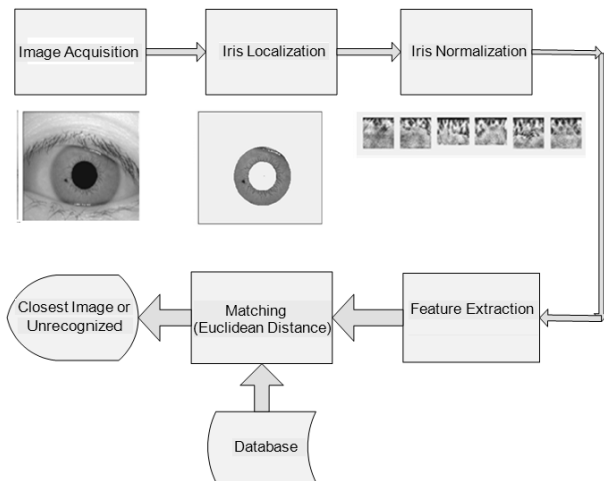 Image Acquisition
Iris Localization
Iris Normalization
Closest Image or
Unrecognized
Matching
(Euclidean Distance)
Feature Extraction
Database